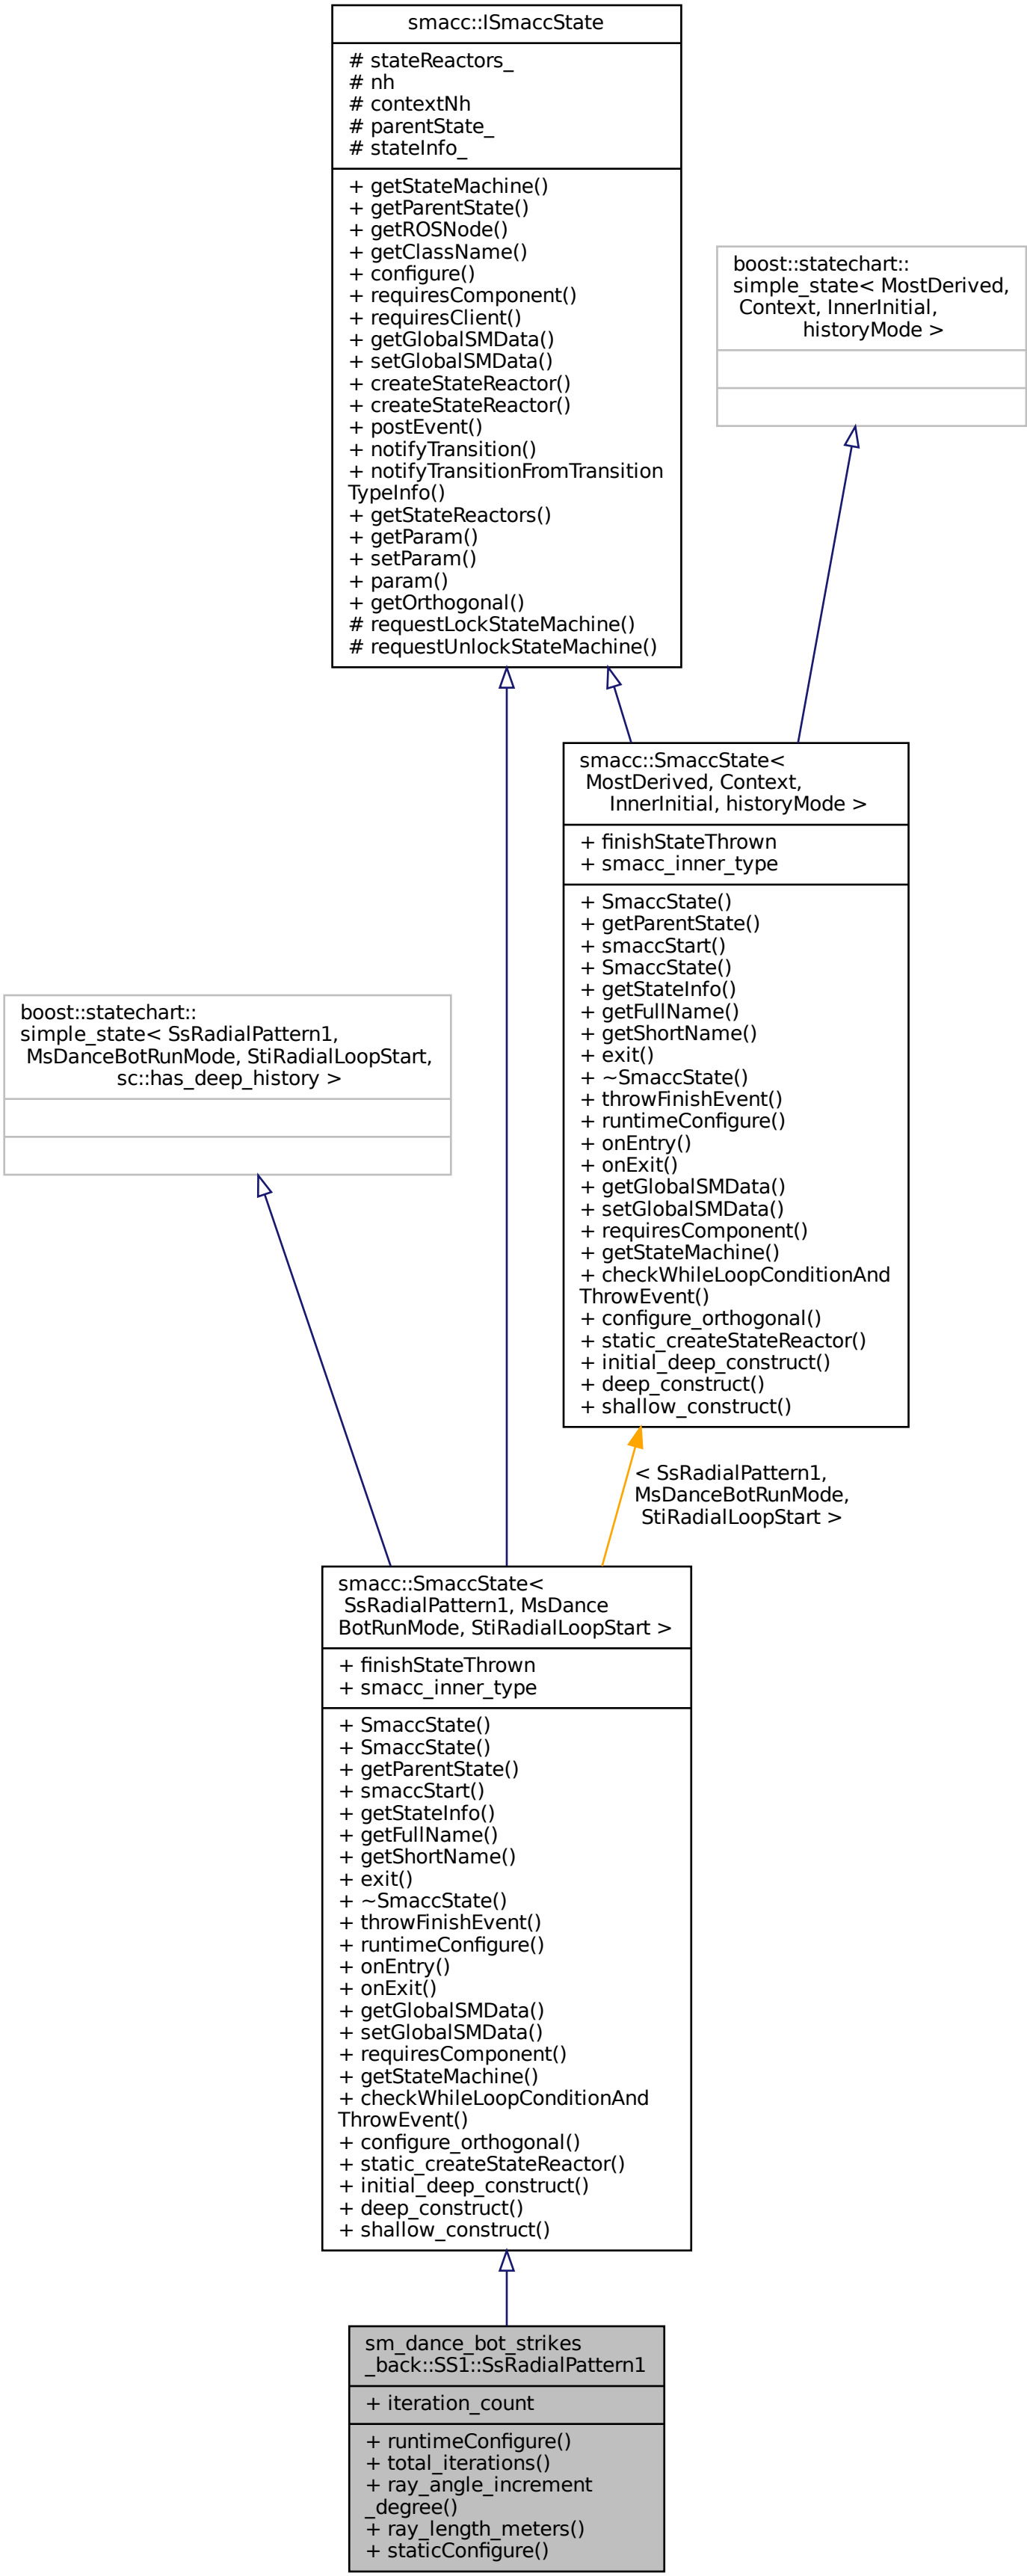 smacc::ISmaccState
# stateReactors_
# nh
# contextNh
# parentState_
# stateInfo_
+ getStateMachine()
+ getParentState()
+ getROSNode()
+ getClassName()
+ configure()
+ requiresComponent()
+ requiresClient()
+ getGlobalSMData()
+ setGlobalSMData()
+ createStateReactor()
+ createStateReactor()
+ postEvent()
+ notifyTransition()
+ notifyTransitionFromTransition
TypeInfo()
+ getStateReactors()
+ getParam()
+ setParam()
+ param()
+ getOrthogonal()
# requestLockStateMachine()
# requestUnlockStateMachine()
boost::statechart::
simple_state< MostDerived,
Context, InnerInitial,
historyMode >
smacc::SmaccState<
MostDerived, Context,
InnerInitial, historyMode >
+ finishStateThrown
+ smacc_inner_type
+ SmaccState()
+ getParentState()
+ smaccStart()
+ SmaccState()
+ getStateInfo()
+ getFullName()
+ getShortName()
+ exit()
+ ~SmaccState()
+ throwFinishEvent()
+ runtimeConfigure()
+ onEntry()
+ onExit()
+ getGlobalSMData()
+ setGlobalSMData()
+ requiresComponent()
+ getStateMachine()
+ checkWhileLoopConditionAnd
ThrowEvent()
+ configure_orthogonal()
+ static_createStateReactor()
+ initial_deep_construct()
+ deep_construct()
+ shallow_construct()
boost::statechart::
simple_state< SsRadialPattern1,
MsDanceBotRunMode, StiRadialLoopStart,
sc::has_deep_history >
< SsRadialPattern1,
MsDanceBotRunMode,
StiRadialLoopStart >
smacc::SmaccState<
SsRadialPattern1, MsDance
BotRunMode, StiRadialLoopStart >
+ finishStateThrown
+ smacc_inner_type
+ SmaccState()
+ SmaccState()
+ getParentState()
+ smaccStart()
+ getStateInfo()
+ getFullName()
+ getShortName()
+ exit()
+ ~SmaccState()
+ throwFinishEvent()
+ runtimeConfigure()
+ onEntry()
+ onExit()
+ getGlobalSMData()
+ setGlobalSMData()
+ requiresComponent()
+ getStateMachine()
+ checkWhileLoopConditionAnd
ThrowEvent()
+ configure_orthogonal()
+ static_createStateReactor()
+ initial_deep_construct()
+ deep_construct()
+ shallow_construct()
sm_dance_bot_strikes
_back::SS1::SsRadialPattern1
+ iteration_count
+ runtimeConfigure()
+ total_iterations()
+ ray_angle_increment
_degree()
+ ray_length_meters()
+ staticConfigure()